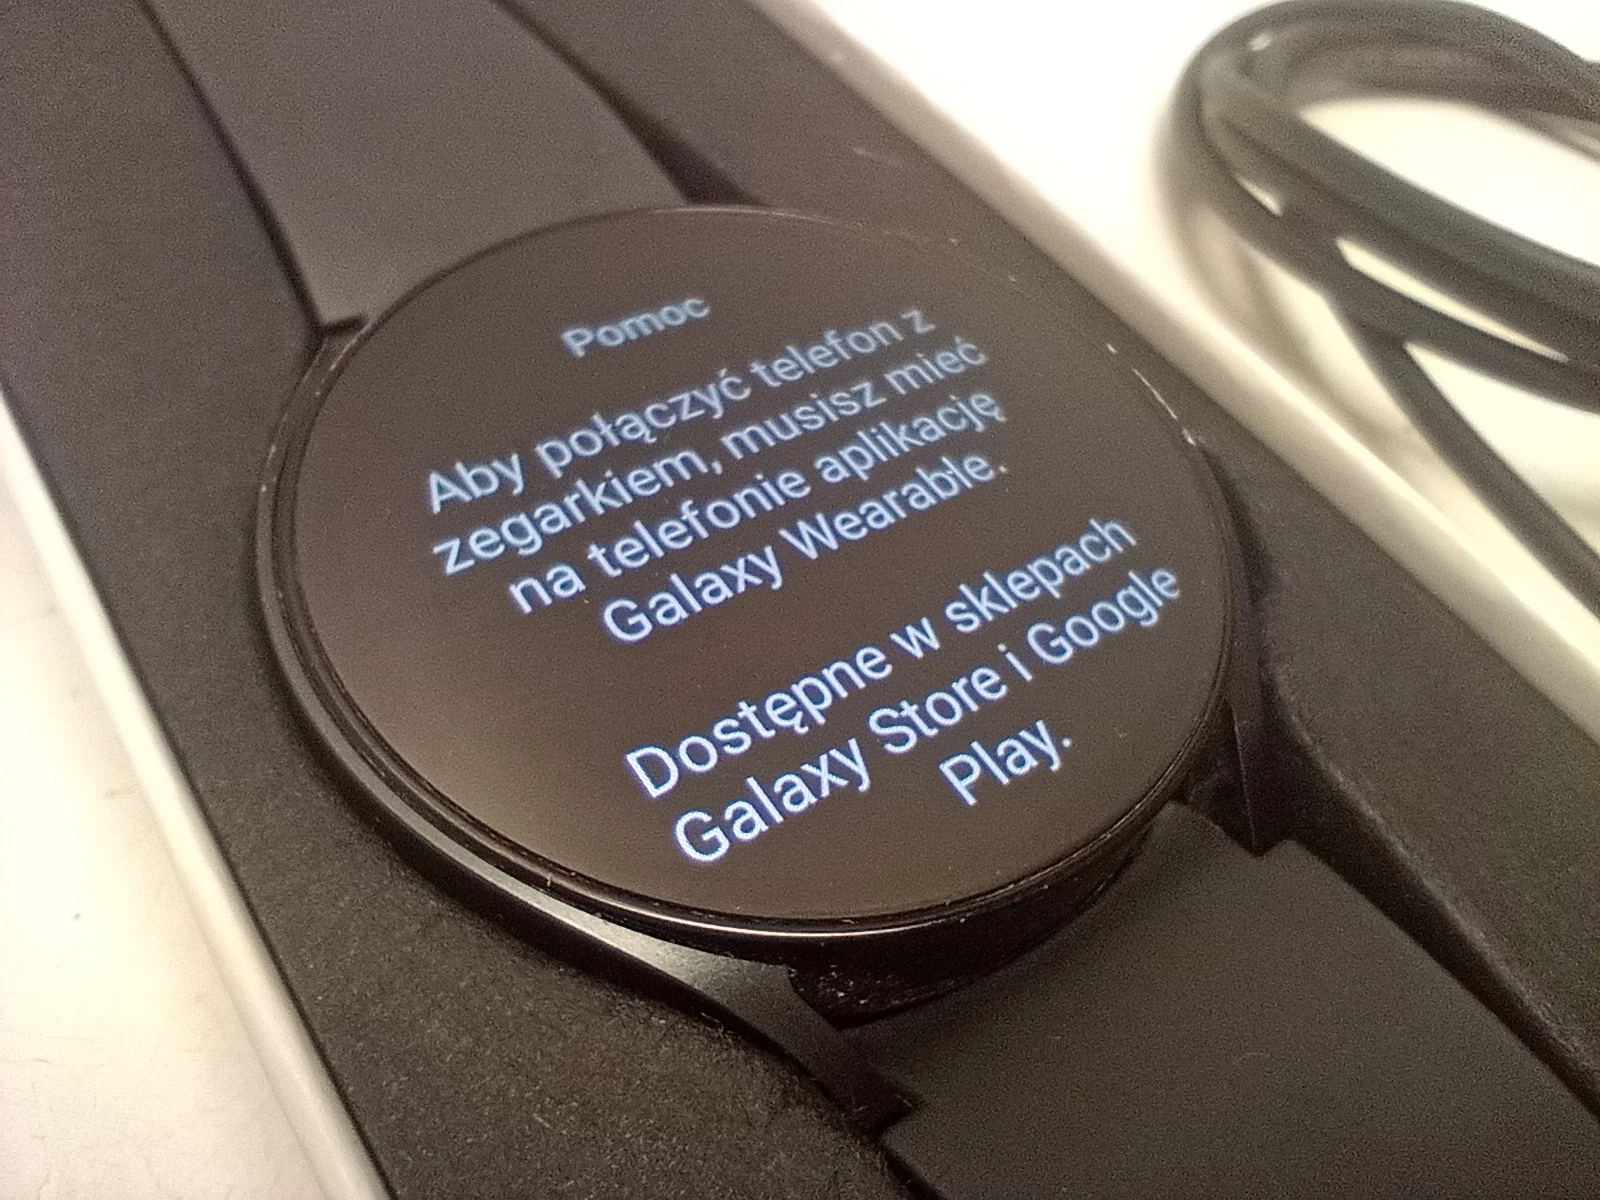 Pomoc
Aby połączyć telefon z
zegarkiem, musisz mieć
na telefonie aplikację
Galaxy Wearable.
Dostępne w sklepach
Galaxy Store i Google
Play.